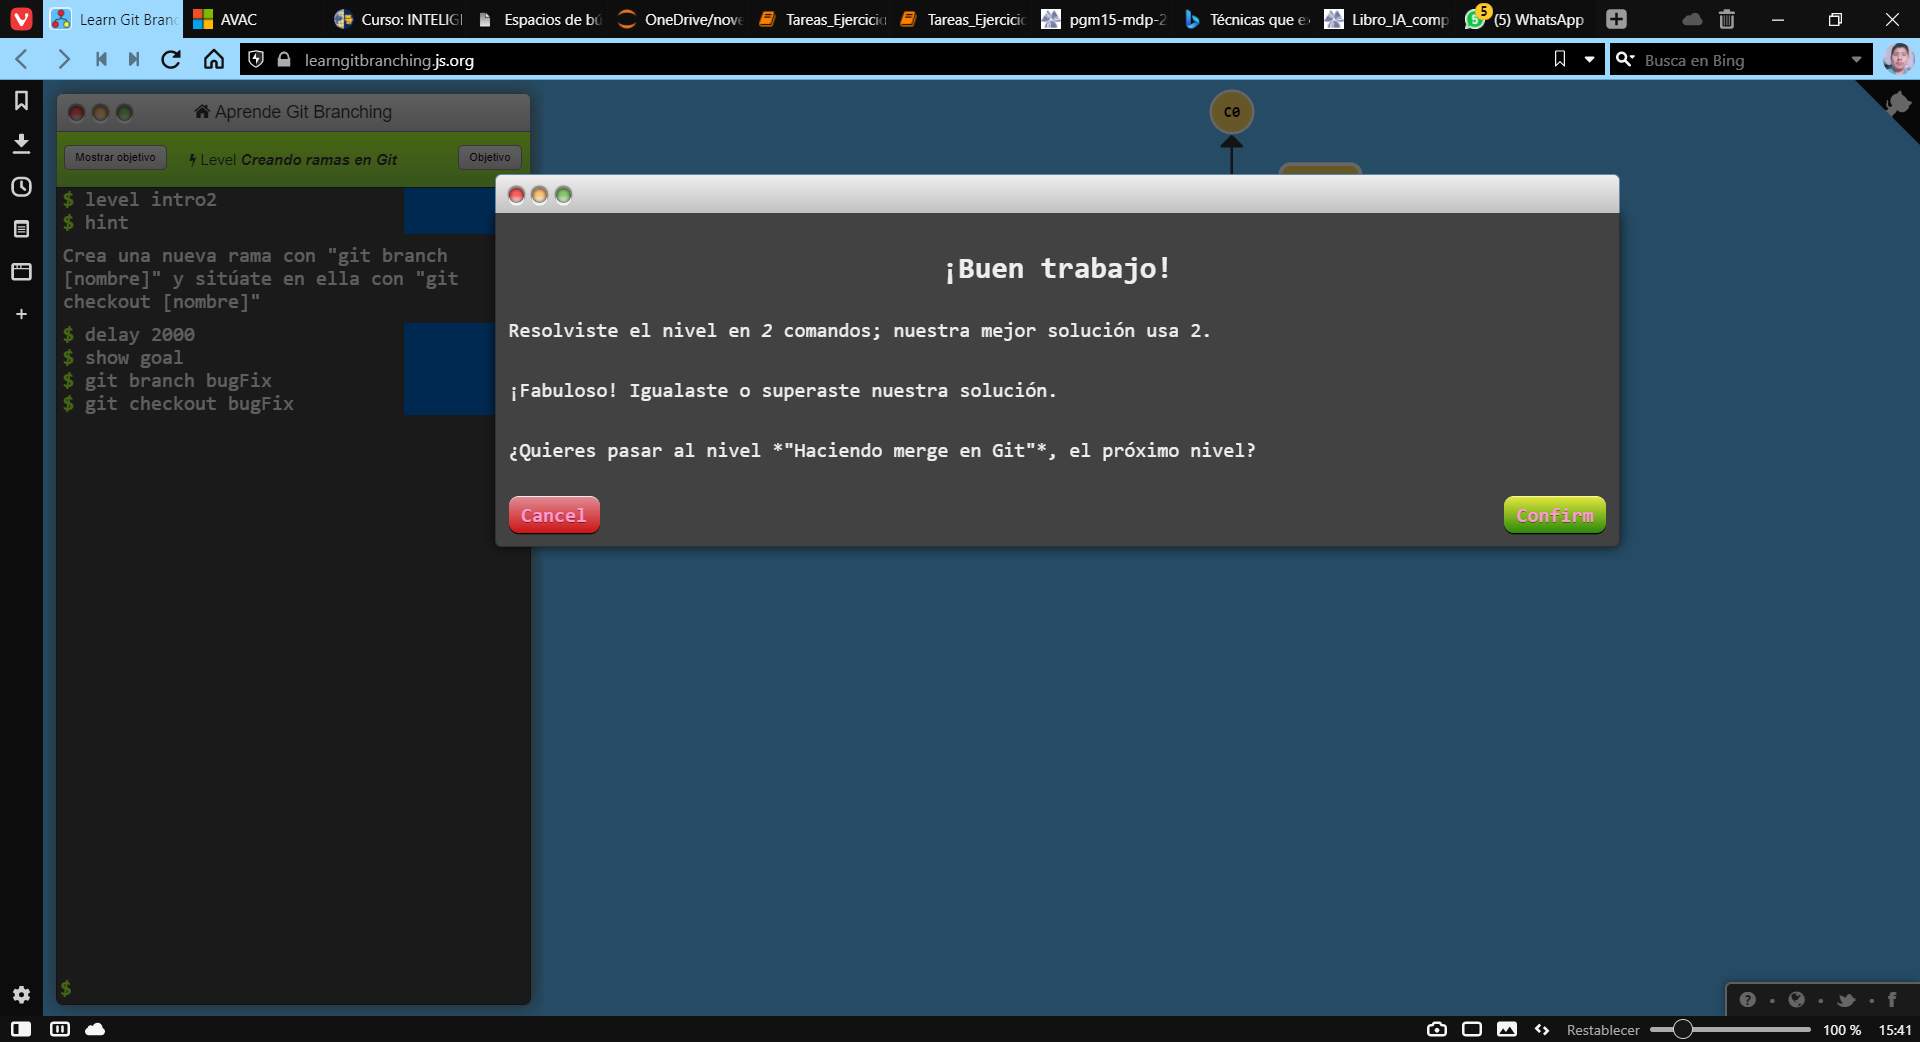 Learn Git Branc
AVAC
Curso: INTELIG
Espacios de bú
OneDrive/nove
Tareas_Ejercici
Tareas_Ejercici
pgm15-mdp-2
Técnicas que e
Libro_IA_comp
5
(5) WhatsApp
learngitbranching.js.org
Busca en Bing
Aprende Git Branching
Mostrar objetivo
Level Creando ramas en Git
Objetivo
$ level intro2
$ hint
Crea una nueva rama con "git branch
[nombre]" y sitúate en ella con "git
checkout [nombre]"
$ delay 2000
$ show goal
$ git branch bugFix
$ git checkout bugFix
$
C0
¡Buen trabajo!
Resolviste el nivel en 2 comandos; nuestra mejor solución usa 2.
¡Fabuloso! Igualaste o superaste nuestra solución.
¿Quieres pasar al nivel *"Haciendo merge en Git"*, el próximo nivel?
Cancel
Confirm
Restablecer
100 %
15:41